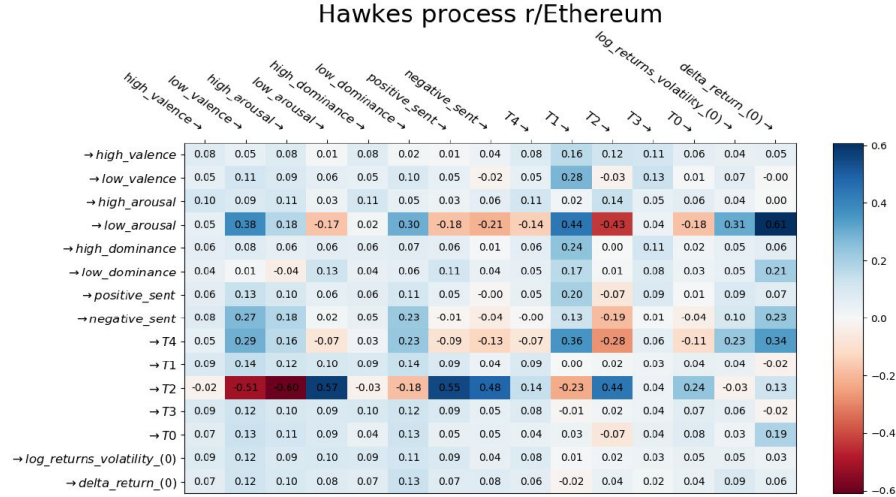 Hawkes process r/Ethereum
high_valence→ low_valence→ high_arousal→ low_arousal→ high_dominance→ low_dominance→ positive_sent→ negative_sent→ T4→ T1→ T2→ T3→ T0→ log_returns_volatility_(0)→ delta_return_(0)→
→high_valence 0.08 0.05 0.08 0.01 0.08 0.02 0.01 0.04 0.08 0.16 0.12 0.11 0.06 0.04 0.05
→low_valence 0.05 0.11 0.09 0.06 0.05 0.10 0.05 -0.02 0.05 0.28 -0.03 0.13 0.01 0.07 -0.00
→high_arousal 0.10 0.09 0.11 0.03 0.11 0.05 0.03 0.06 0.11 0.02 0.14 0.05 0.06 0.04 0.00
→low_arousal 0.05 0.38 0.18 -0.17 0.02 0.30 -0.18 -0.21 -0.14 0.44 -0.43 0.04 -0.18 0.31 0.61
→high_dominance 0.06 0.08 0.06 0.06 0.06 0.07 0.06 0.01 0.06 0.24 0.00 0.11 0.02 0.05 0.06
→low_dominance 0.04 0.01 -0.04 0.13 0.04 0.06 0.11 0.04 0.05 0.17 0.01 0.08 0.03 0.05 0.21
→positive_sent 0.06 0.13 0.10 0.06 0.06 0.11 0.05 -0.00 0.05 0.20 -0.07 0.09 0.01 0.09 0.07
→negative_sent 0.08 0.27 0.18 0.02 0.05 0.23 -0.01 -0.04 -0.00 0.13 -0.19 0.01 -0.04 0.10 0.23
→T4 0.05 0.29 0.16 -0.07 0.03 0.23 -0.09 -0.13 -0.07 0.36 -0.28 0.06 -0.11 0.23 0.34
→T1 0.09 0.14 0.12 0.10 0.09 0.14 0.09 0.04 0.09 0.00 0.02 0.03 0.04 0.04 -0.02
→T2 -0.02 -0.51 -0.60 0.57 -0.03 -0.18 0.55 0.48 0.14 -0.23 0.44 0.04 0.24 -0.03 0.13
→T3 0.09 0.12 0.10 0.09 0.10 0.12 0.09 0.05 0.08 -0.01 0.02 0.04 0.07 0.06 -0.02
→T0 0.07 0.13 0.11 0.09 0.04 0.13 0.05 0.05 0.04 0.03 -0.07 0.04 0.08 0.03 0.19
→log_returns_volatility_(0) 0.09 0.12 0.09 0.10 0.09 0.11 0.09 0.04 0.08 0.01 0.02 0.03 0.05 0.05 0.03
→delta_return_(0) 0.07 0.12 0.10 0.08 0.07 0.13 0.07 0.08 0.06 -0.02 0.04 0.02 0.04 0.09 0.06
0.6
0.4
0.2
0.0
−0.2
−0.4
−0.6